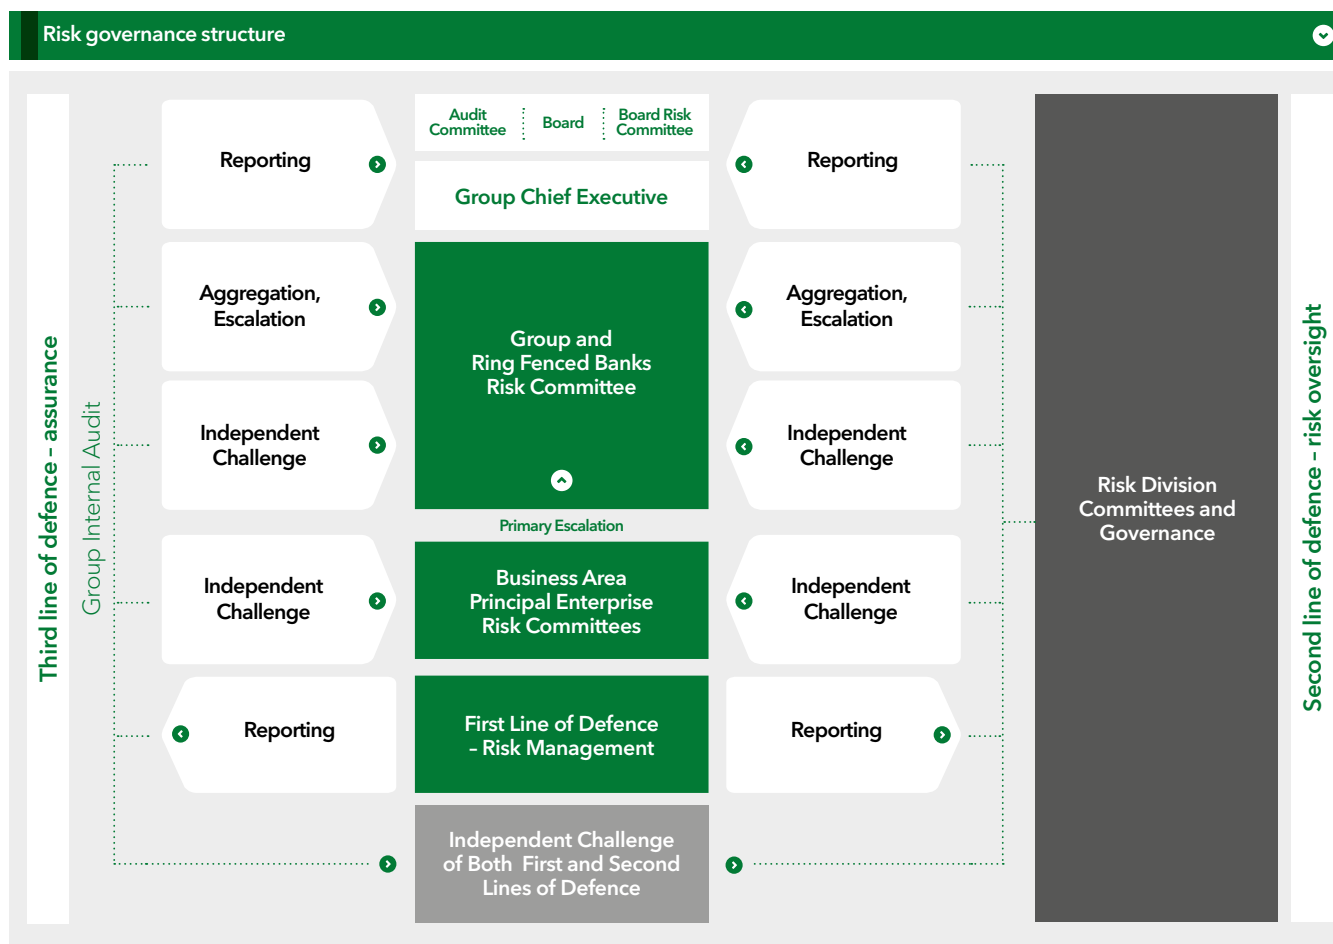 Risk governance structure
Third line of defence – assurance
Group Internal Audit
Reporting
Aggregation,
Escalation
Independent
Challenge
Independent
Challenge
Reporting
Audit
Committee
Board
Board Risk
Committee
Group Chief Executive
Group and
Ring Fenced Banks
Risk Committee
Primary Escalation
Business Area
Principal Enterprise
Risk Committees
First Line of Defence
– Risk Management
Independent Challenge
of Both First and Second
Lines of Defence
Reporting
Aggregation,
Escalation
Independent
Challenge
Independent
Challenge
Reporting
Risk Division
Committees and
Governance
Second line of defence – risk oversight